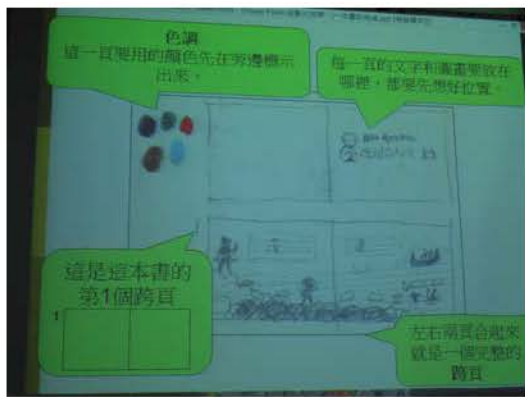 色調
這一頁要用的顏色先在旁邊標示
出來。
每一頁的文字和圖畫要放在
哪裡，都要先想好位置。
這是這本書的
第1個跨頁
1
左右兩頁合起來
就是一個完整的
跨頁